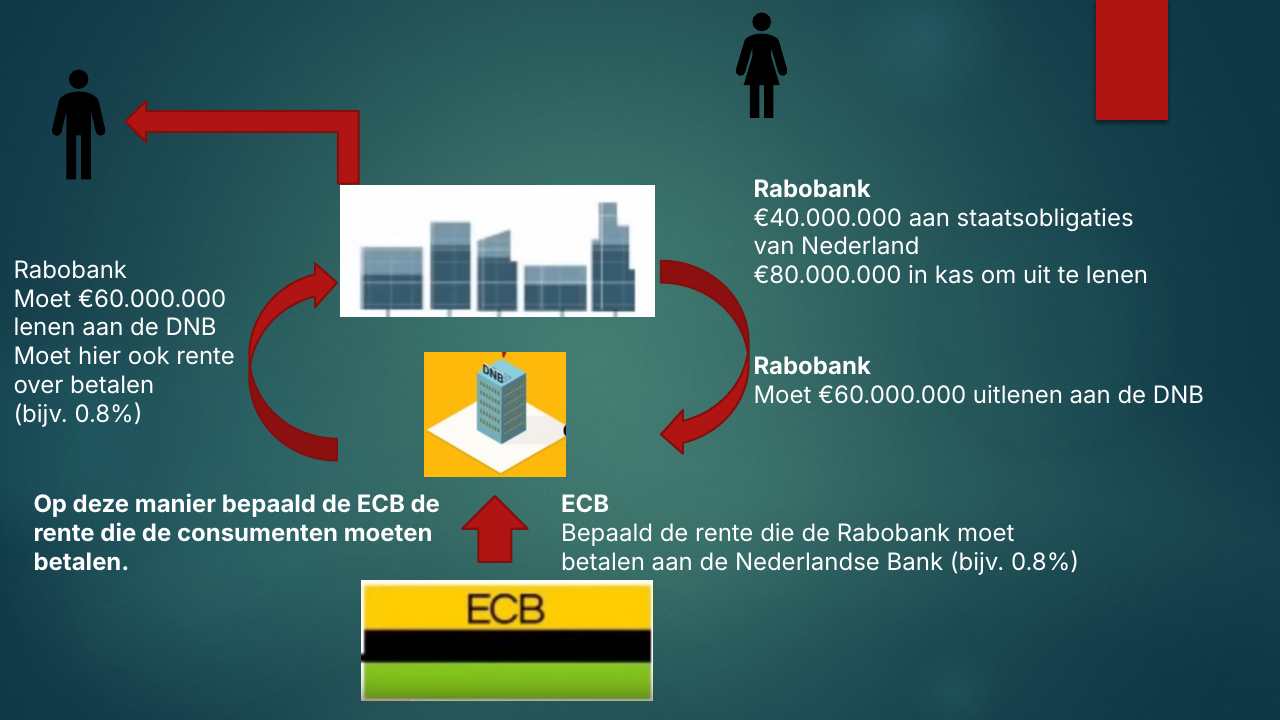 Rabobank
€40.000.000 aan staatsobligaties
van Nederland
€80.000.000 in kas om uit te lenen
Rabobank
Moet €60.000.000
lenen aan de DNB
Moet hier ook rente
over betalen
(bijv. 0.8%)
Rabobank
Moet €60.000.000 uitlenen aan de DNB
DNB
Op deze manier bepaald de ECB de
rente die de consumenten moeten
betalen.
ECB
Bepaald de rente die de Rabobank moet
betalen aan de Nederlandse Bank (bijv. 0.8%)
ECB